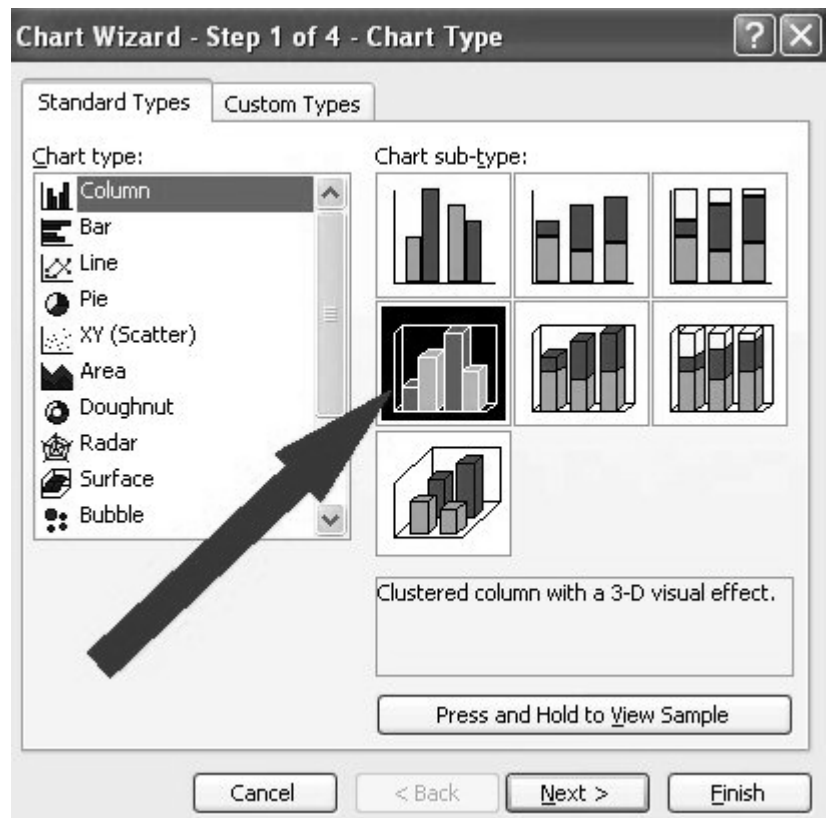 Chart Wizard - Step 1 of 4 - Chart Type
Standard Types
Custom Types
Chart type:
Column
Bar
Line
Pie
XY (Scatter)
Area
Doughnut
Radar
Surface
Bubble
Chart sub-type:
Clustered column with a 3-D visual effect.
Press and Hold to View Sample
Cancel
< Back
Next >
Finish